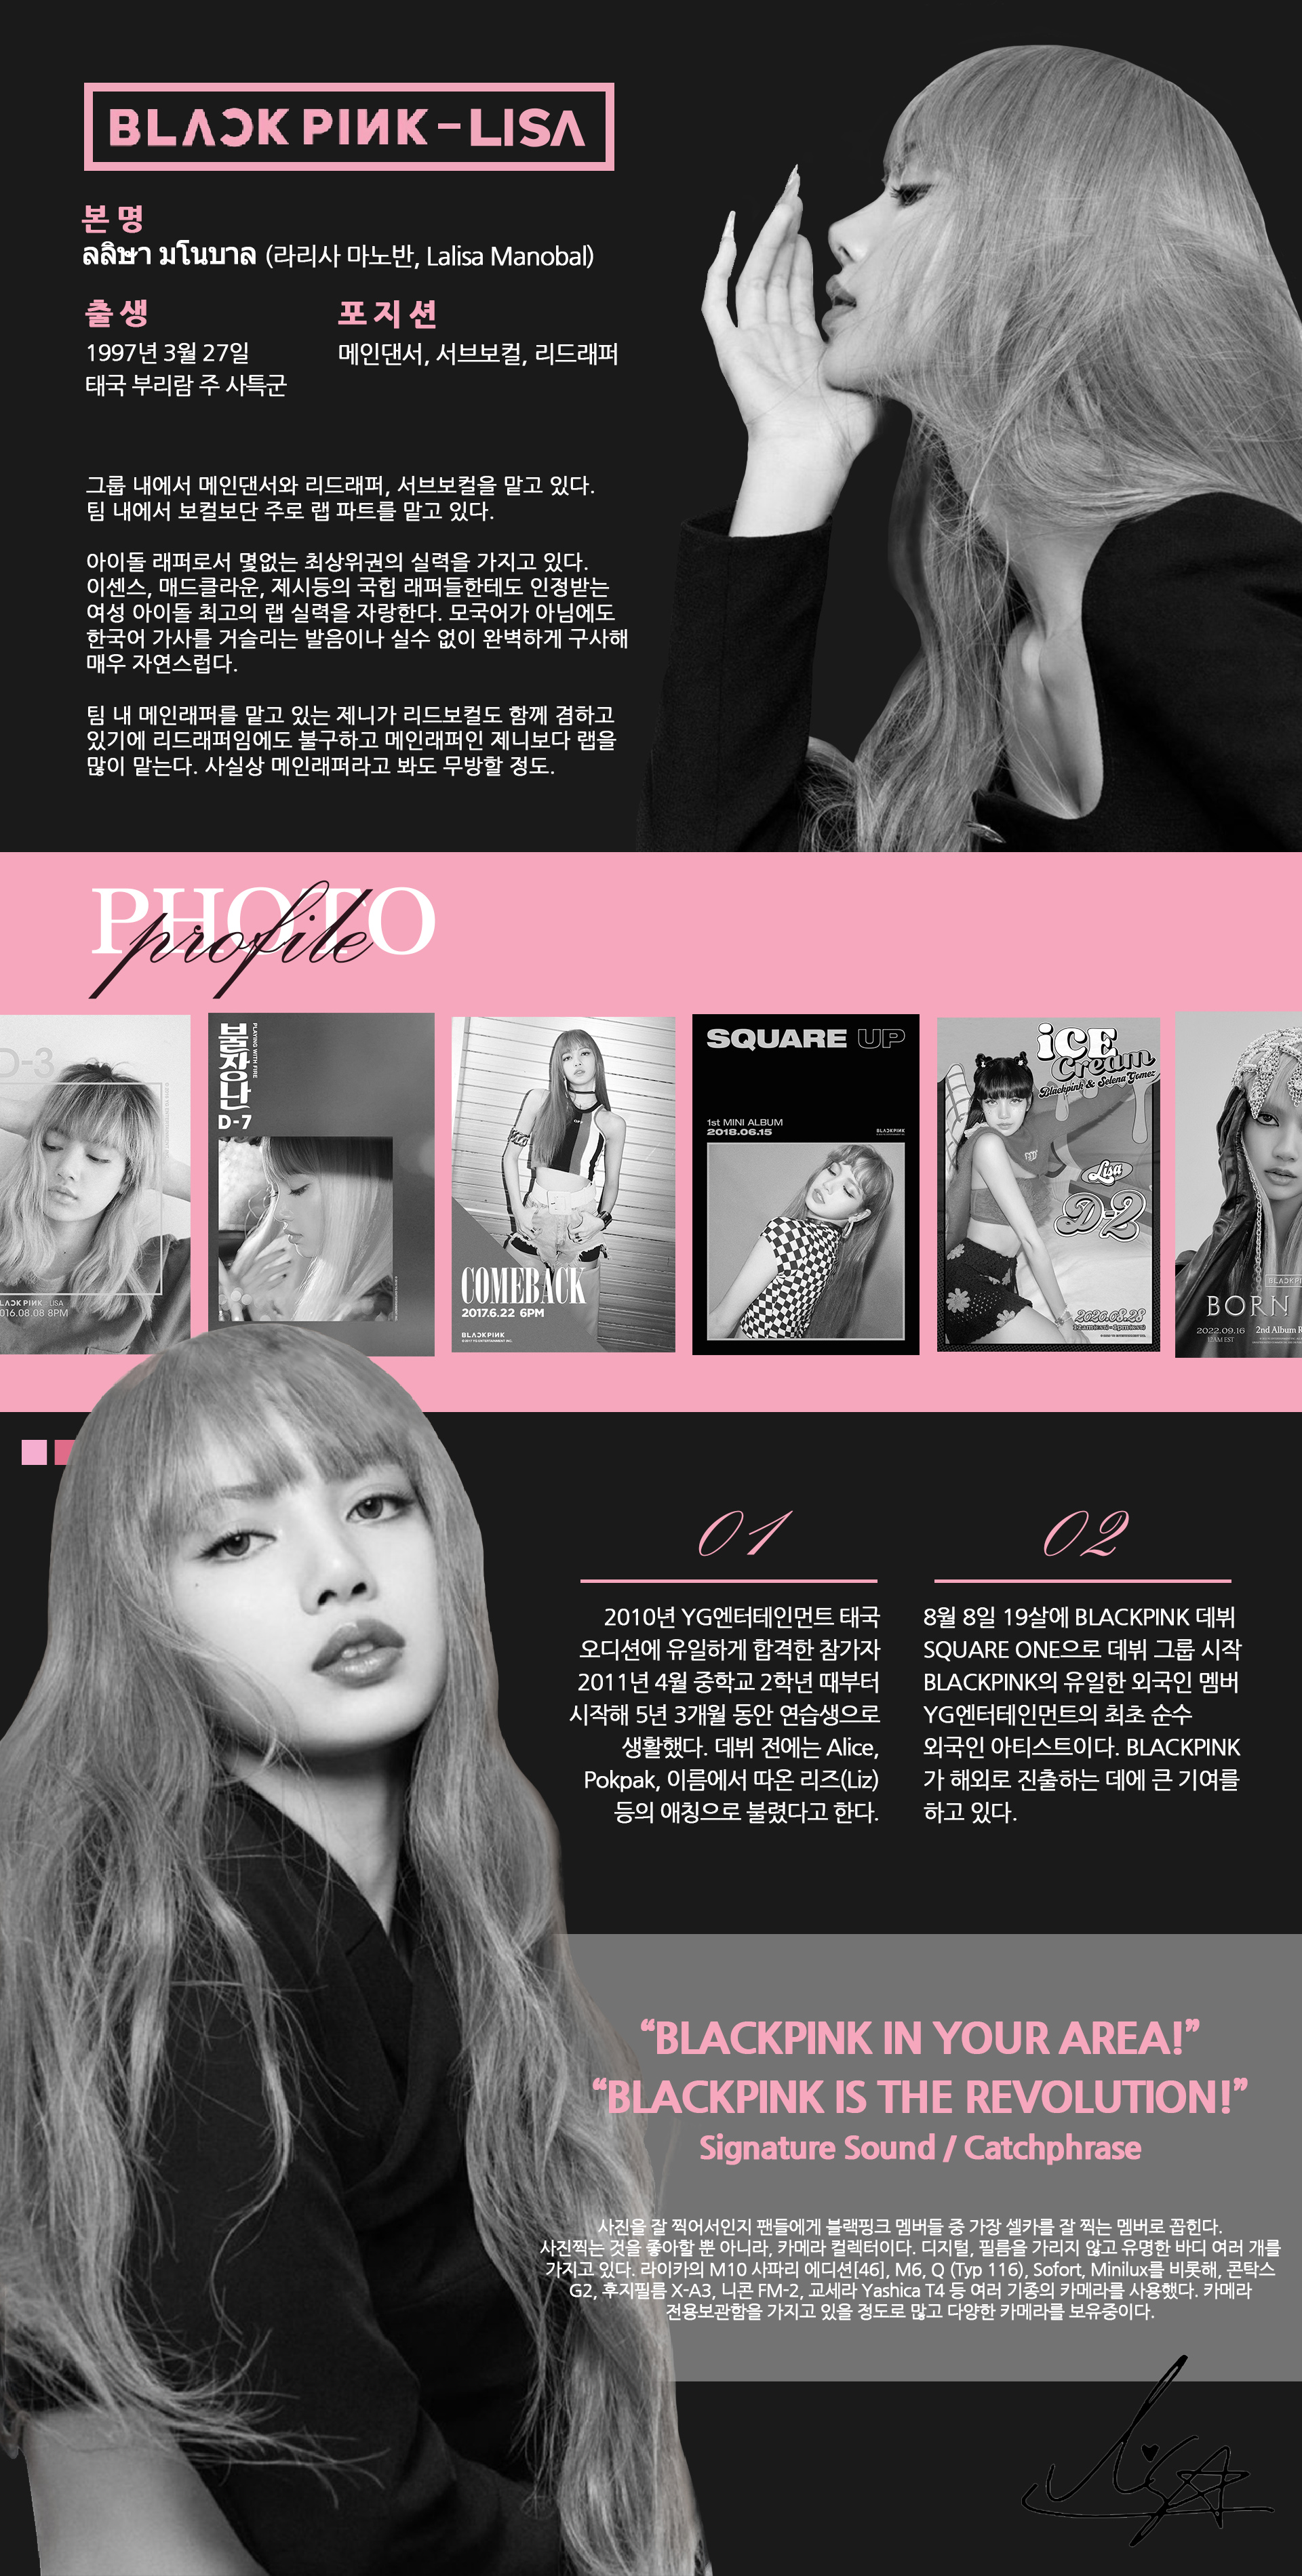 BLACKPINK-LISA
본명
ลลิษา มโนบาล (라리사 마노반, Lalisa Manobal)
출생
1997년 3월 27일
태국 부리람 주 사특군
포지션
메인댄서, 서브보컬, 리드래퍼
그룹 내에서 메인댄서와 리드래퍼, 서브보컬을 맡고 있다.
팀 내에서 보컬보단 주로 랩 파트를 맡고 있다.
아이돌 래퍼로서 몇없는 최상위권의 실력을 가지고 있다.
이센스, 매드클라운, 제시등의 국힙 래퍼들한테도 인정받는
여성 아이돌 최고의 랩 실력을 자랑한다. 모국어가 아님에도
한국어 가사를 거슬리는 발음이나 실수 없이 완벽하게 구사해
매우 자연스럽다.
팀 내 메인래퍼를 맡고 있는 제니가 리드보컬도 함께 겸하고
있기에 리드래퍼임에도 불구하고 메인래퍼인 제니보다 랩을
많이 맡는다. 사실상 메인래퍼라고 봐도 무방할 정도.
PHOTO
profile
D-3
BLACKPINK - LISA
2016.08.08 8PM
불장난
PLAYING WITH FIRE
D-7
COMEBACK
2017.6.22 6PM
BLACKPINK
SQUARE UP
1st MINI ALBUM
2018.06.15
BLACKPINK
iCE
Cream
Blackpink & Selena Gomez
Lisa
D-2
2020.08.28
BLACKPI
BORN
2022.09.16
12AM EST
2nd Album R
01
2010년 YG엔터테인먼트 태국
오디션에 유일하게 합격한 참가자
2011년 4월 중학교 2학년 때부터
시작해 5년 3개월 동안 연습생으로
생활했다. 데뷔 전에는 Alice,
Pokpak, 이름에서 따온 리즈(Liz)
등의 애칭으로 불렸다고 한다.
02
8월 8일 19살에 BLACKPINK 데뷔
SQUARE ONE으로 데뷔 그룹 시작
BLACKPINK의 유일한 외국인 멤버
YG엔터테인먼트의 최초 순수
외국인 아티스트이다. BLACKPINK
가 해외로 진출하는 데에 큰 기여를
하고 있다.
“BLACKPINK IN YOUR AREA!”
“BLACKPINK IS THE REVOLUTION!”
Signature Sound / Catchphrase
사진을 잘 찍어서인지 팬들에게 블랙핑크 멤버들 중 가장 셀카를 잘 찍는 멤버로 꼽힌다.
사진찍는 것을 좋아할 뿐 아니라, 카메라 컬렉터이다. 디지털, 필름을 가리지 않고 유명한 바디 여러 개를
가지고 있다. 라이카의 M10 사파리 에디션[46], M6, Q (Typ 116), Sofort, Minilux를 비롯해, 콘탁스
G2, 후지필름 X-A3, 니콘 FM-2, 교세라 Yashica T4 등 여러 기종의 카메라를 사용했다. 카메라
전용보관함을 가지고 있을 정도로 많고 다양한 카메라를 보유중이다.
LiSA